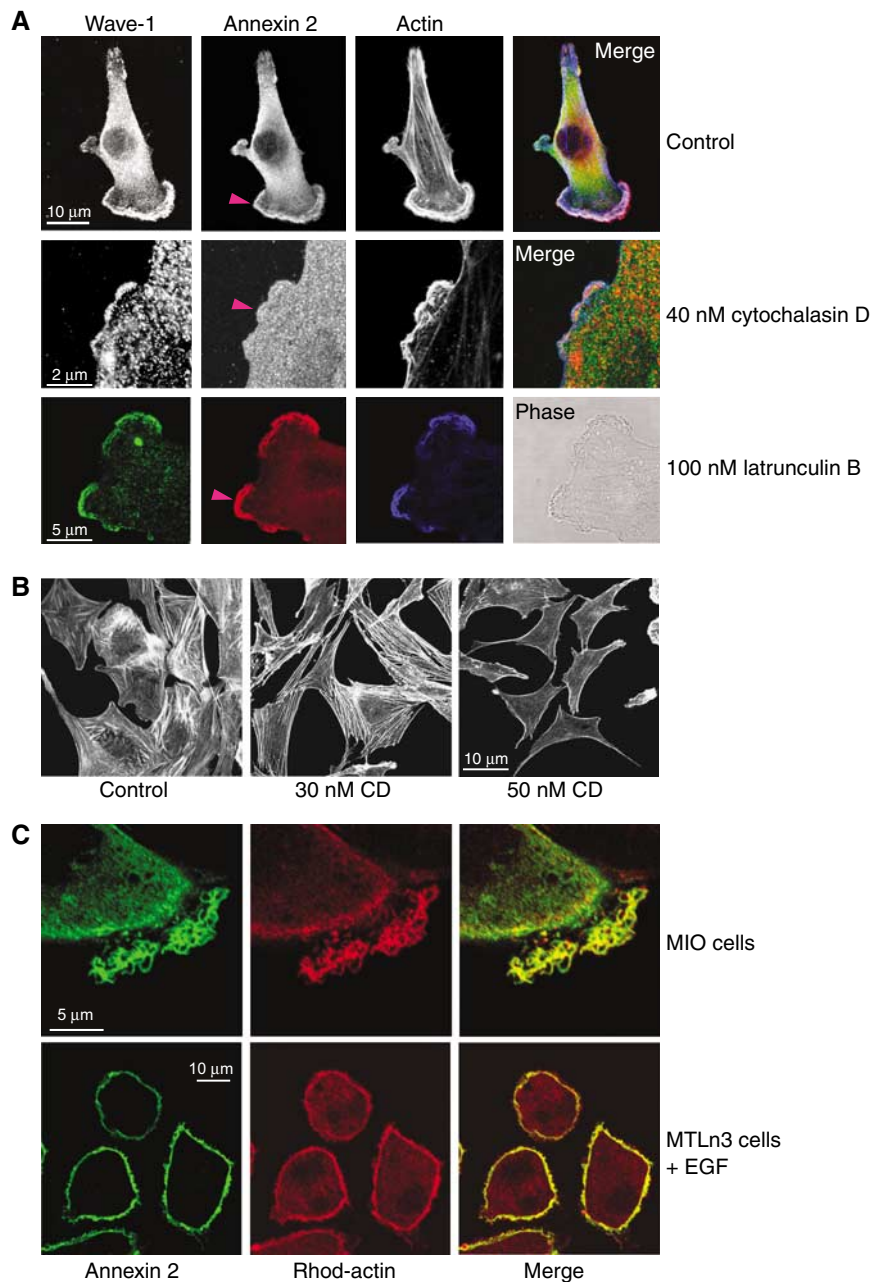 A
Wave-1 Annexin 2 Actin
Merge
Control
10 μm
Merge
40 nM cytochalasin D
2 μm
Phase
100 nM latrunculin B
5 μm
B
10 μm
Control 30 nM CD 50 nM CD
C
MIO cells
5 μm
10 μm
MTLn3 cells
+ EGF
Annexin 2 Rhod-actin Merge